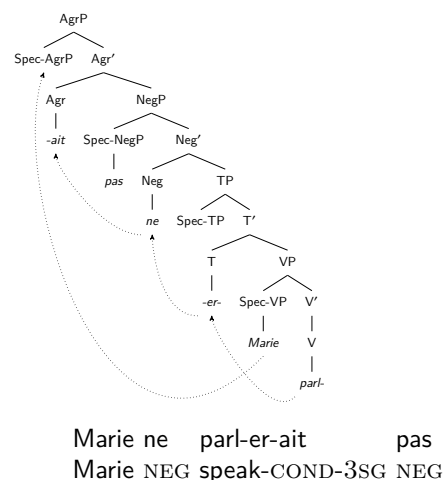 AgrP
Spec-AgrP Agr′
Agr NegP
-ait Spec-NegP Neg′
pas Neg TP
ne Spec-TP T′
T VP
-er- Spec-VP V′
Marie V
parl-
Marie ne parl-er-ait pas
Marie NEG speak-COND-3SG NEG